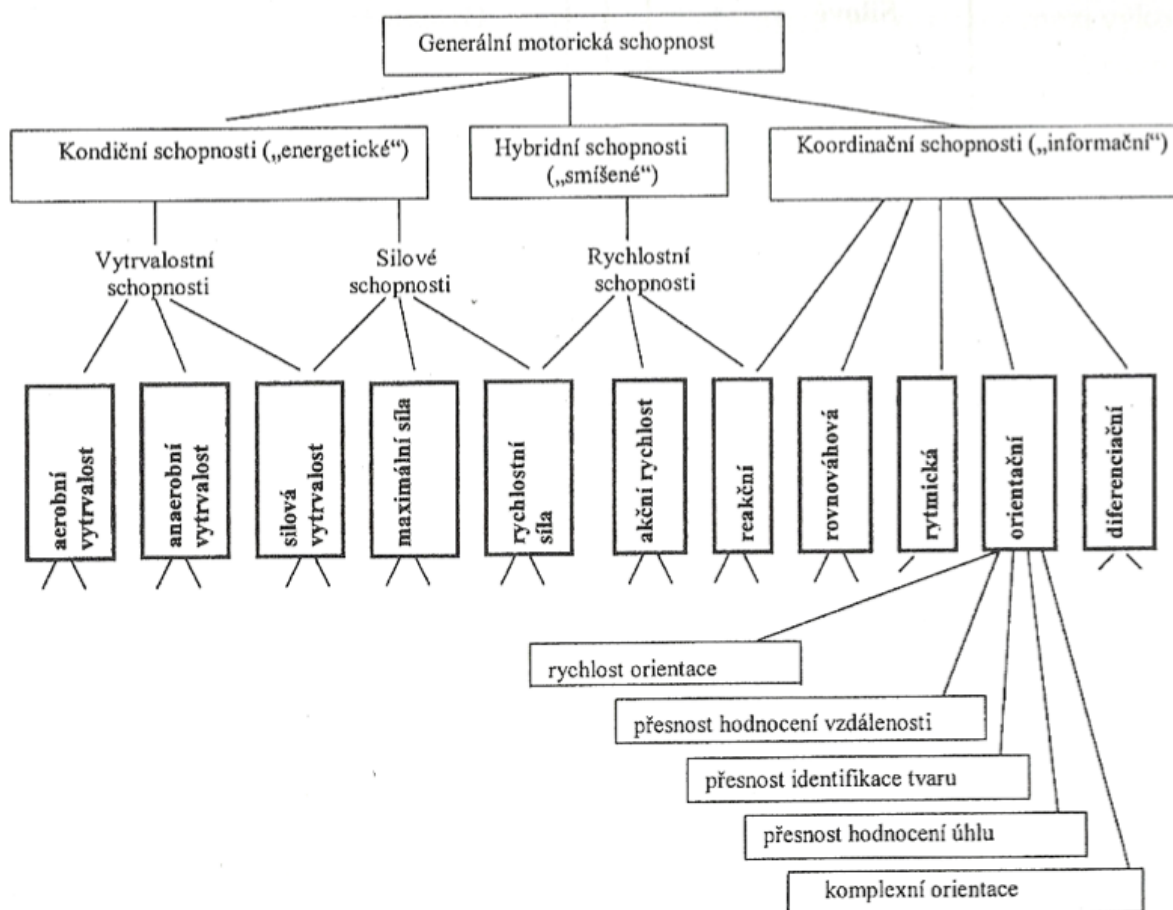 Generální motorická schopnost
Kondiční schopnosti („energetické“)
Hybridní schopnosti
(„smíšené“)
Koordinační schopnosti („informační“)
Vytrvalostní
schopnosti
Silové
schopnosti
Rychlostní
schopnosti
aerobní
vytrvalost
anaerobní
vytrvalost
silová
vytrvalost
maximální síla
rychlostní
síla
akční rychlost
reakční
rovnováhová
rytmická
orientační
diferenciační
rychlost orientace
přesnost hodnocení vzdálenosti
přesnost identifikace tvaru
přesnost hodnocení úhlu
komplexní orientace